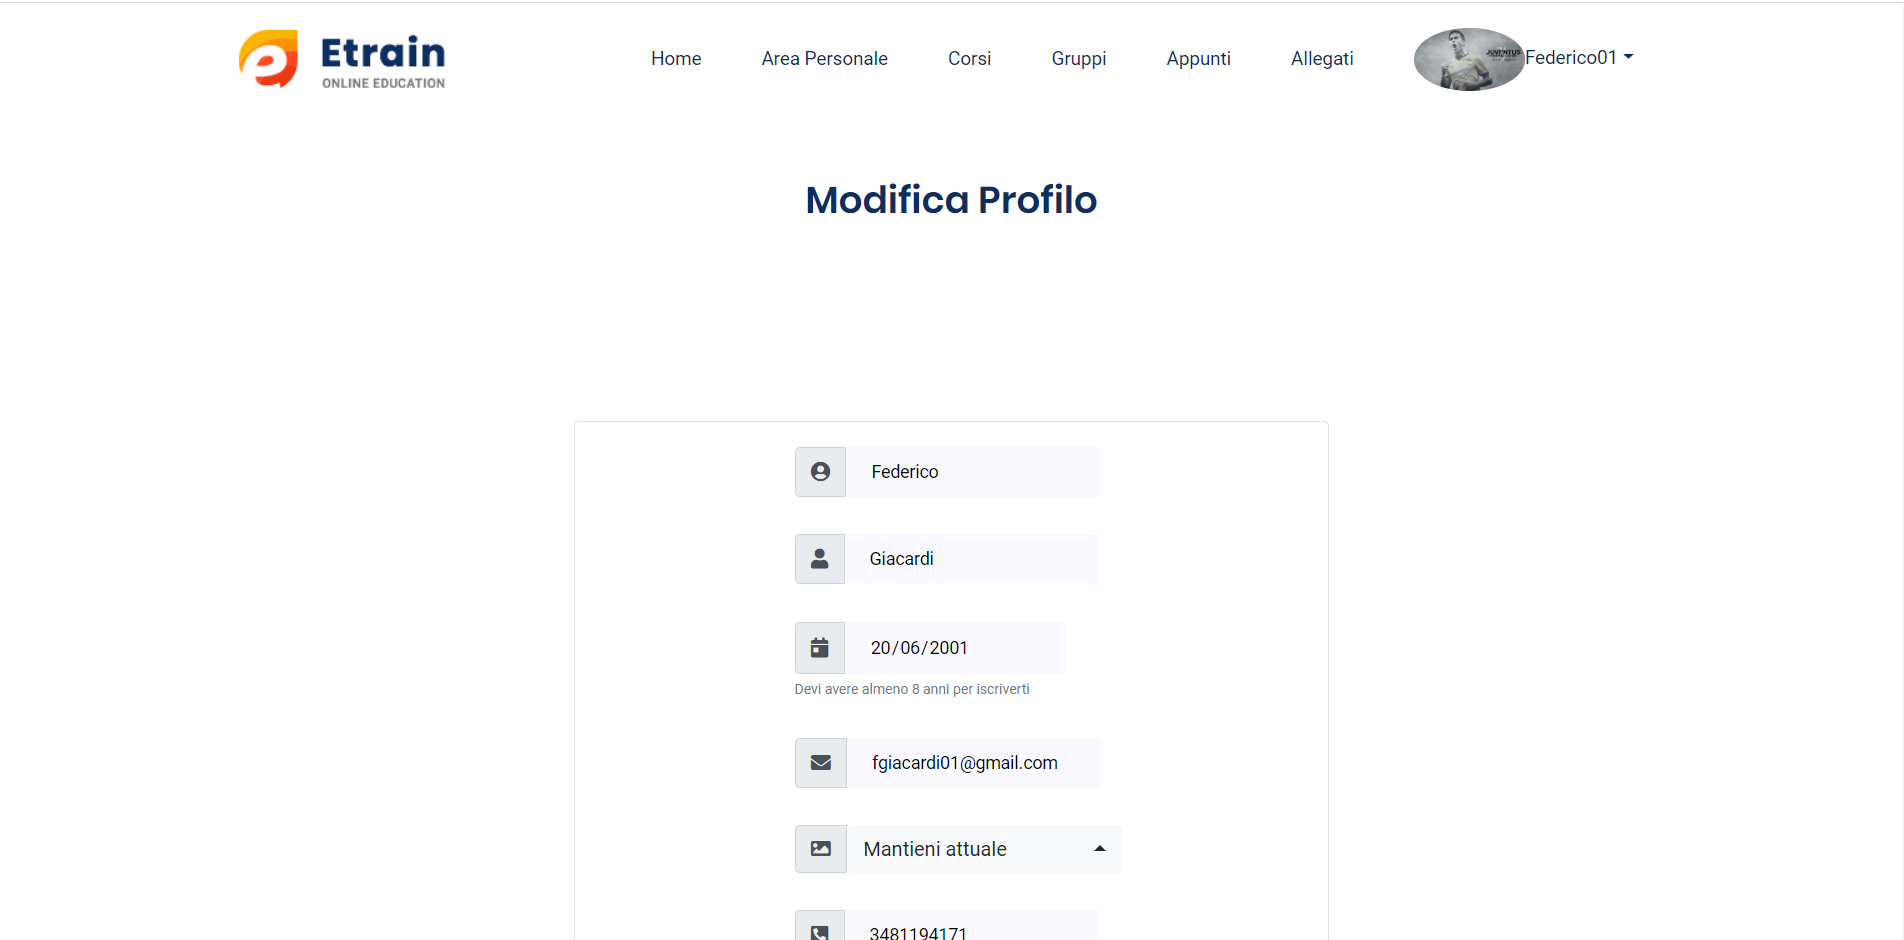 Etrain
ONLINE EDUCATION
Home Area Personale Corsi Gruppi Appunti Allegati Federico01
JUVENTUS
Modifica Profilo
Federico
Giacardi
20/06/2001
Devi avere almeno 8 anni per iscriverti
fgiacardi01@gmail.com
Mantieni attuale
3481194171